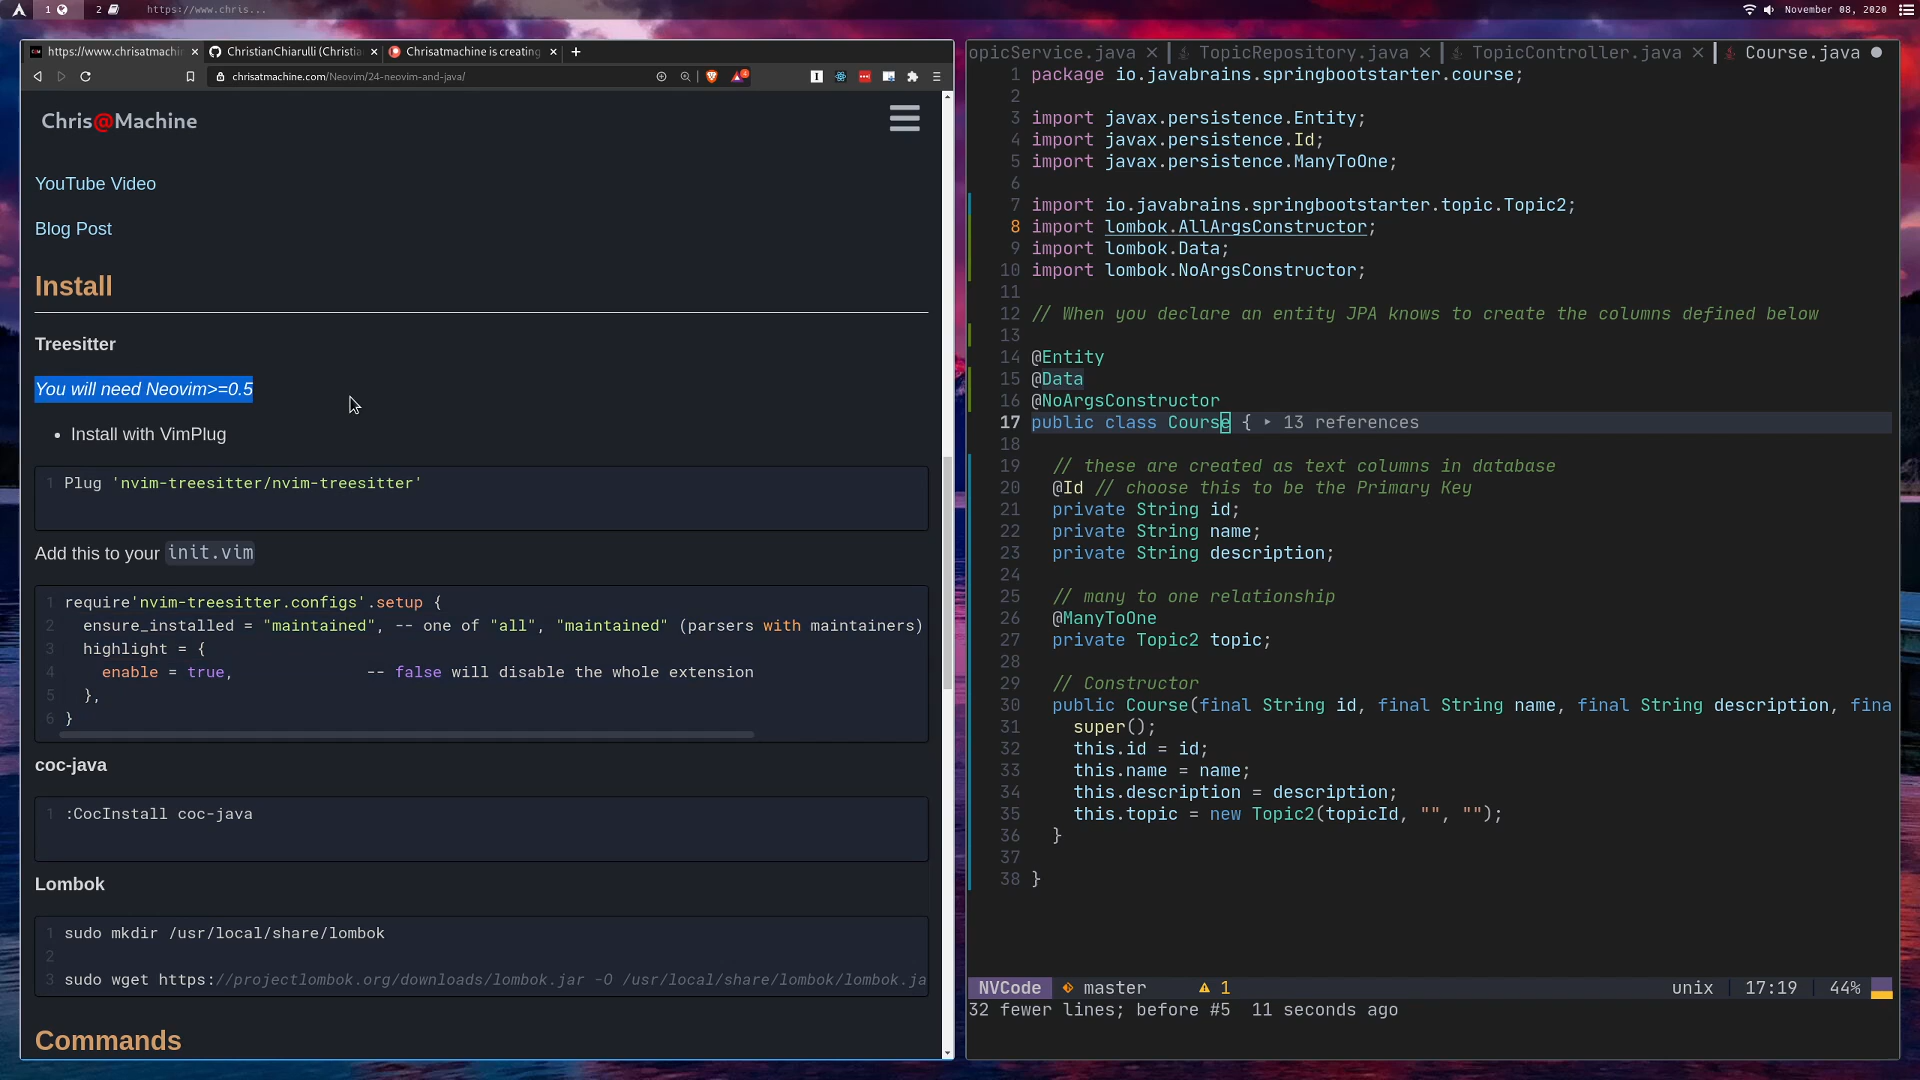 1
2
https://www.chris...
November 08, 2020
https://www.chrisatmachin
ChristianChiarulli (Christia
Chrisatmachine is creating
chrisatmachine.com/Neovim/24-neovim-and-java/
4
Chris@Machine
YouTube Video
Blog Post
Install
Treesitter
You will need Neovim>=0.5
Install with VimPlug
1 Plug 'nvim-treesitter/nvim-treesitter'
Add this to your init.vim
1 require'nvim-treesitter.configs'.setup {
2 ensure_installed = "maintained", -- one of "all", "maintained" (parsers with maintainers)
3 highlight = {
4 enable = true, -- false will disable the whole extension
5 },
6 }
coc-java
1 :CocInstall coc-java
Lombok
1 sudo mkdir /usr/local/share/lombok
2
3 sudo wget https://projectlombok.org/downloads/lombok.jar -O /usr/local/share/lombok/lombok.ja
Commands
opicService.java
TopicRepository.java
TopicController.java
Course.java
1 package io.javabrains.springbootstarter.course;
2
3 import javax.persistence.Entity;
4 import javax.persistence.Id;
5 import javax.persistence.ManyToOne;
6
7 import io.javabrains.springbootstarter.topic.Topic2;
8 import lombok.AllArgsConstructor;
9 import lombok.Data;
10 import lombok.NoArgsConstructor;
11
12 // When you declare an entity JPA knows to create the columns defined below
13
14 @Entity
15 @Data
16 @NoArgsConstructor
17 public class Course { ‣ 13 references
18
19 // these are created as text columns in database
20 @Id // choose this to be the Primary Key
21 private String id;
22 private String name;
23 private String description;
24
25 // many to one relationship
26 @ManyToOne
27 private Topic2 topic;
28
29 // Constructor
30 public Course(final String id, final String name, final String description, fina
31 super();
32 this.id = id;
33 this.name = name;
34 this.description = description;
35 this.topic = new Topic2(topicId, "", "");
36 }
37
38 }
NVCode master 1 unix 17:19 44%
32 fewer lines; before #5 11 seconds ago